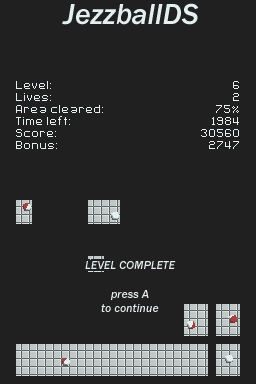 JezzballDS
Level: 6
Lives: 2
Area cleared: 75%
Time left: 1984
Score: 30560
Bonus: 2747
LEVEL COMPLETE
press A
to continue